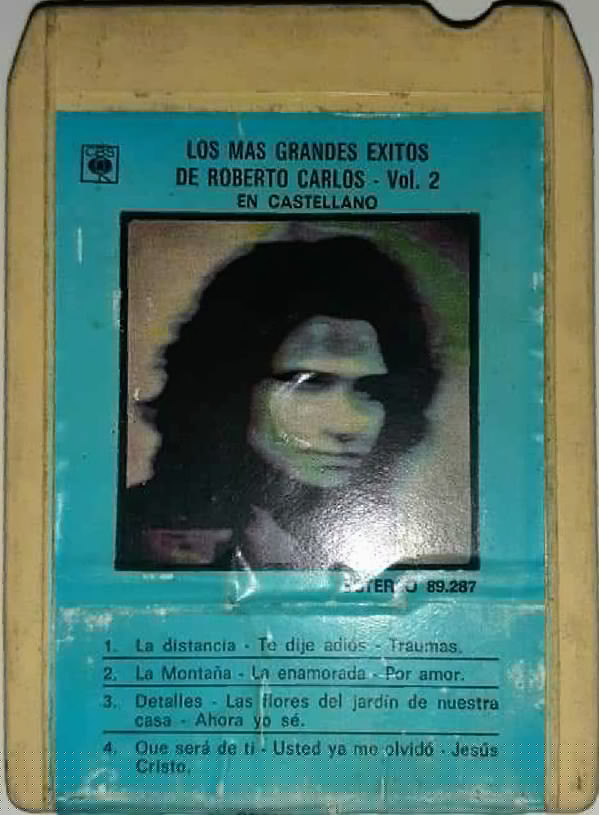 CBS
LOS MAS GRANDES EXITOS
DE ROBERTO CARLOS - Vol. 2
EN CASTELLANO
89.287
1. La distancia - Te dije adiós - Traumas.
2. La Montaña - La enamorada - Por amor.
3. Detalles - Las flores del jardín de nuestra
casa - Ahora yo sé.
4. Que será de ti - Usted ya me olvidó - Jesús
Cristo.